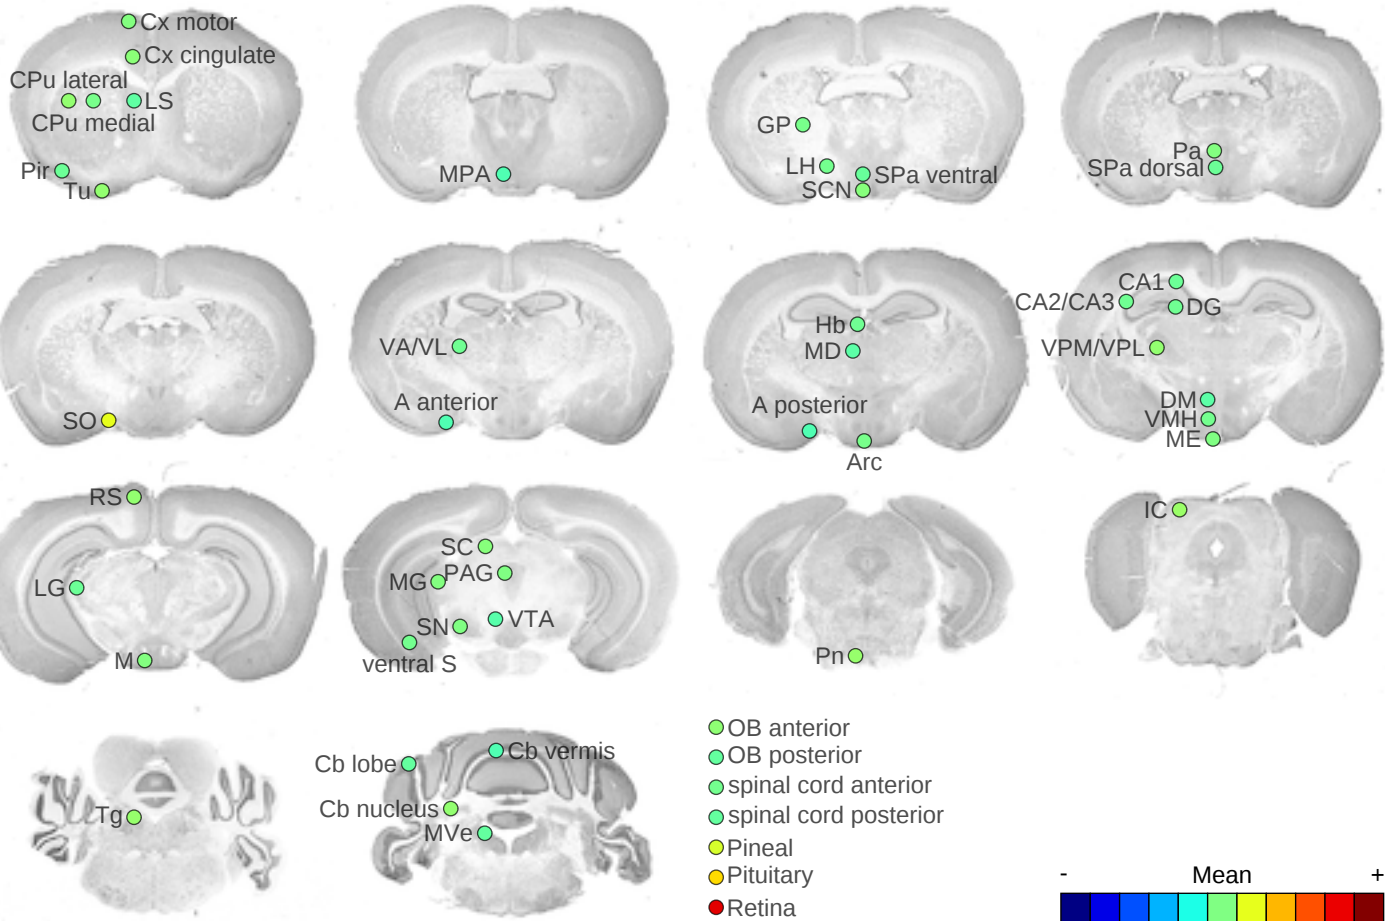 Cx motor
Cx cingulate
CPu lateral
LS
CPu medial
Pir
Tu
MPA
GP
LH
SPa ventral
SCN
Pa
SPa dorsal
SO
VA/VL
A anterior
Hb
MD
A posterior
Arc
CA1
CA2/CA3
DG
VPM/VPL
DM
VMH
ME
RS
LG
M
SC
MG
PAG
SN
VTA
ventral S
Pn
IC
Tg
Cb lobe
Cb vermis
Cb nucleus
MVe
OB anterior
OB posterior
spinal cord anterior
spinal cord posterior
Pineal
Pituitary
Retina
- Mean +